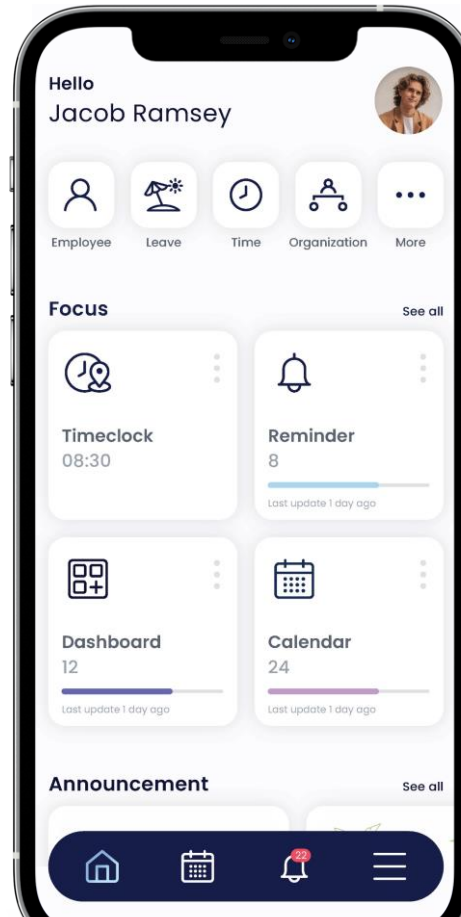 Hello
Jacob Ramsey
Employee Leave Time Organization More
Focus See all
Timeclock
08:30
Reminder
8
Last update 1 day ago
Dashboard
12
Last update 1 day ago
Calendar
24
Last update 1 day ago
Announcement See all
22